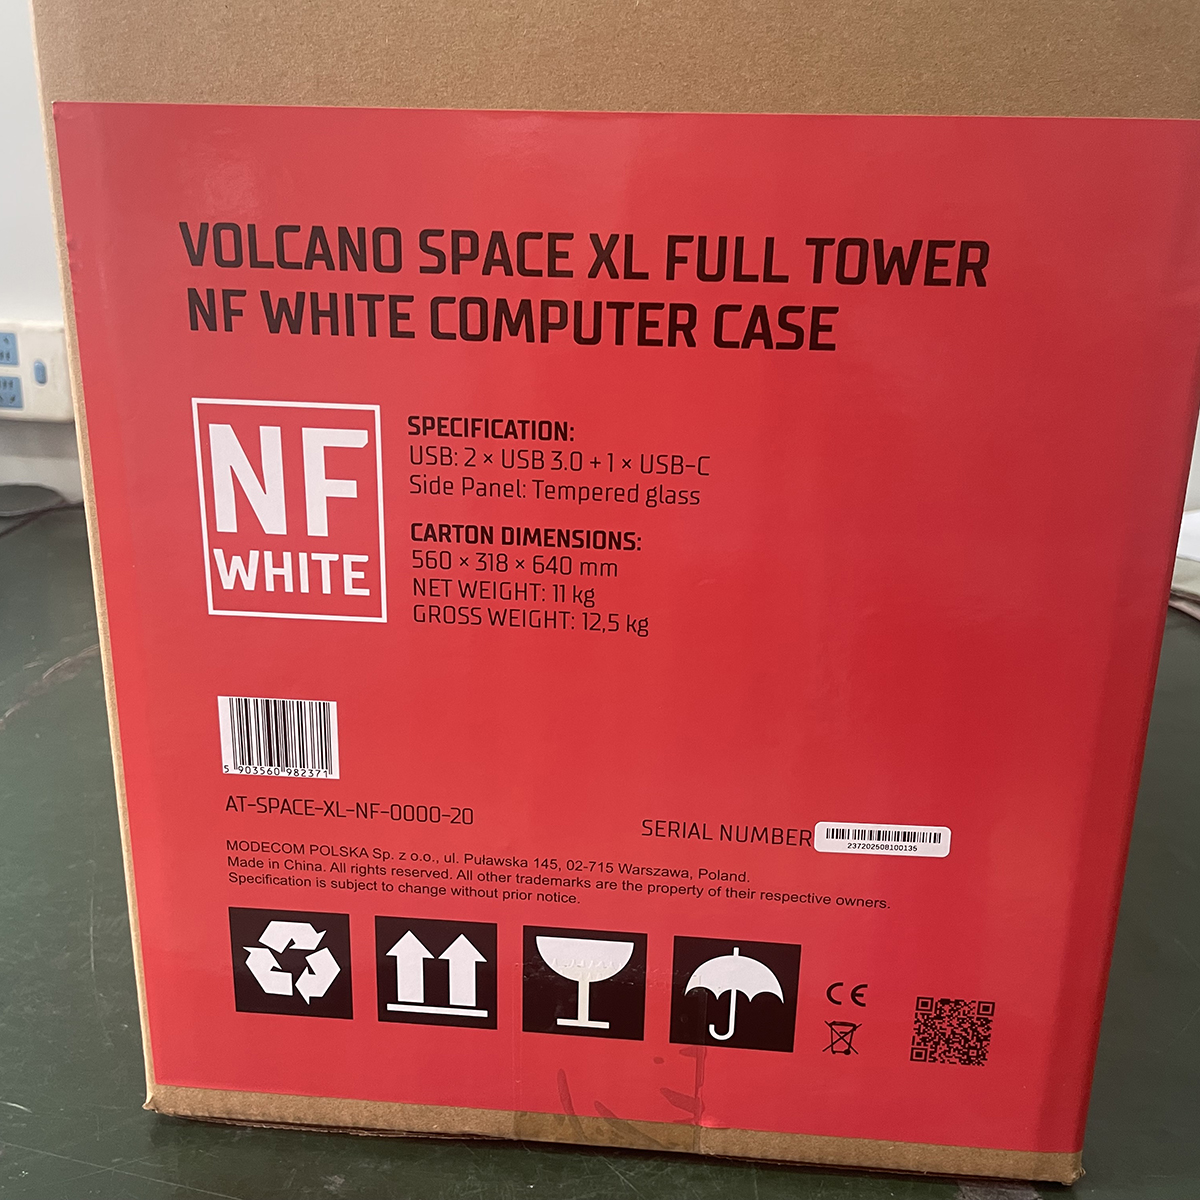 VOLCANO SPACE XL FULL TOWER
NF WHITE COMPUTER CASE
NF
WHITE
SPECIFICATION:
USB: 2 × USB 3.0 + 1 × USB-C
Side Panel: Tempered glass
CARTON DIMENSIONS:
560 × 318 × 640 mm
NET WEIGHT: 11 kg
GROSS WEIGHT: 12,5 kg
5 903560 982371
AT-SPACE-XL-NF-0000-20
SERIAL NUMBER
237202508100135
MODECOM POLSKA Sp. z o.o., ul. Puławska 145, 02-715 Warszawa, Poland.
Made in China. All rights reserved. All other trademarks are the property of their respective owners.
Specification is subject to change without prior notice.
CE